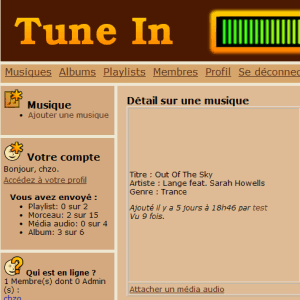 Tune In
Musiques Albums Playlists Membres Profil Se déconnec
Musique
Ajouter une musique
Votre compte
Bonjour, chzo.
Accédez à votre profil
Vous avez envoyé :
Playlist: 0 sur 2
Morceau: 2 sur 15
Média audio: 0 sur 4
Album: 3 sur 6
Qui est en ligne ?
1 Membre(s) dont 0 Admin
(s) :
chzo
Détail sur une musique
Titre : Out Of The Sky
Artiste : Lange feat. Sarah Howells
Genre : Trance
Ajouté il y a 5 jours à 18h46 par test
Vu 9 fois.
Attacher un média audio